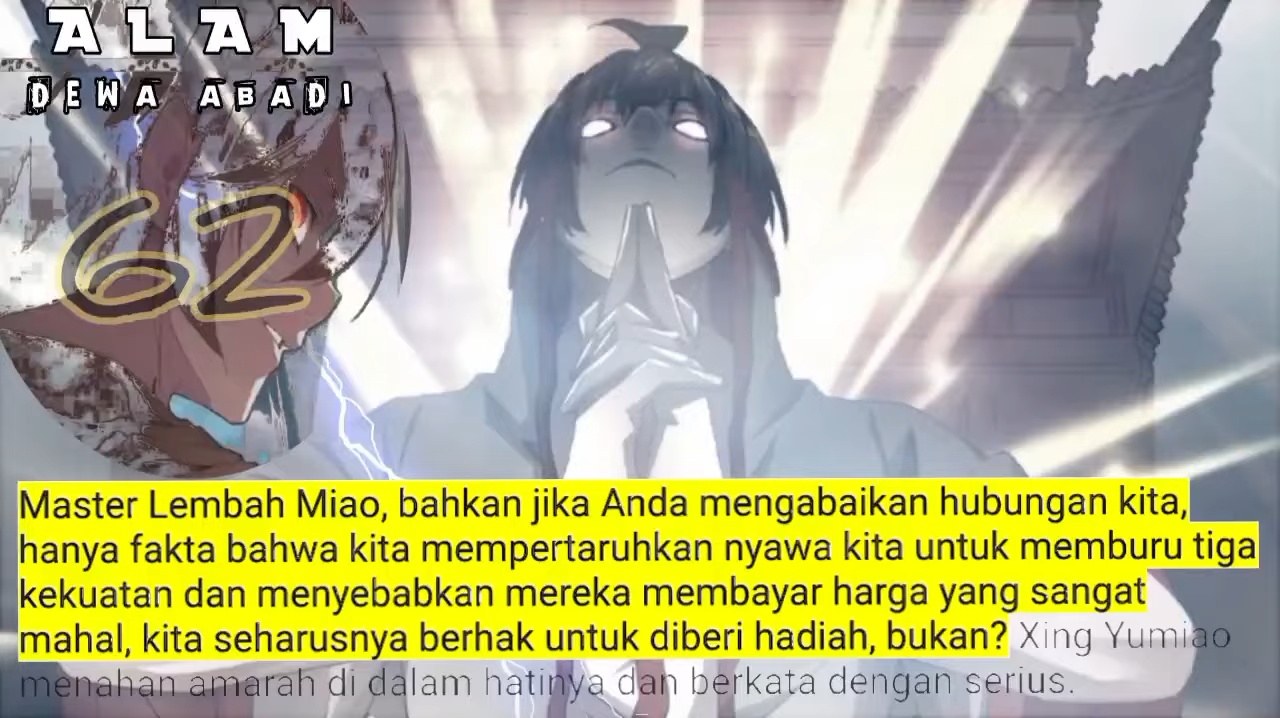 ALAM
DEWA ABADI
62
Master Lembah Miao, bahkan jika Anda mengabaikan hubungan kita,
hanya fakta bahwa kita mempertaruhkan nyawa kita untuk memburu tiga
kekuatan dan menyebabkan mereka membayar harga yang sangat
mahal, kita seharusnya berhak untuk diberi hadiah, bukan? Xing Yumiao
menahan amarah di dalam hatinya dan berkata dengan serius.